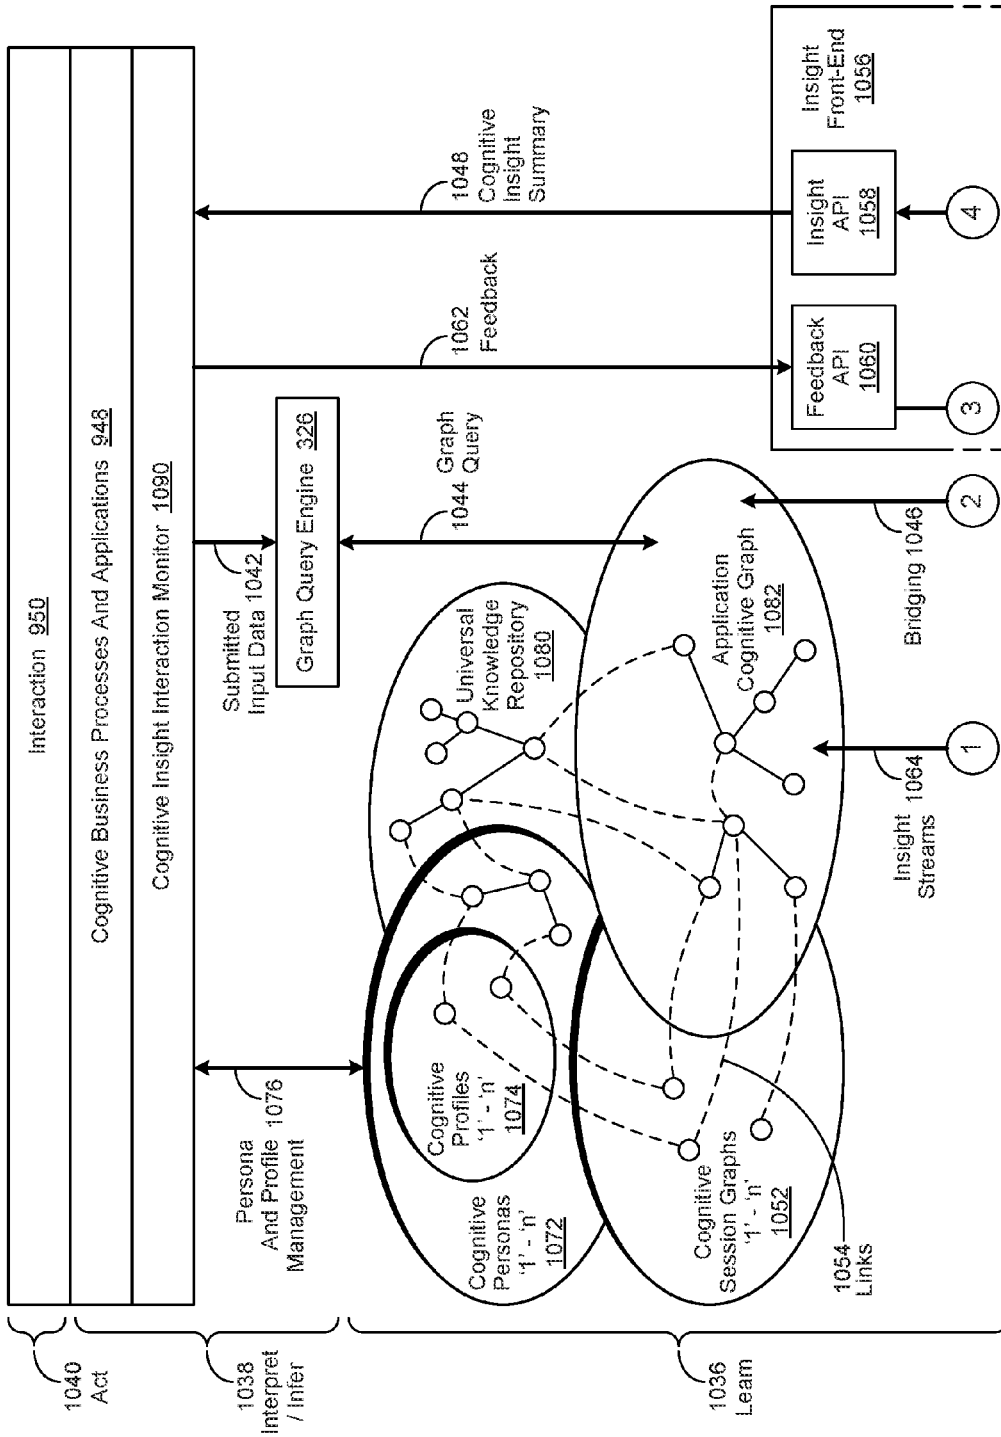 1040
Act
1038
Interpret
/ Infer
1036
Learn
Interaction 950
Cognitive Business Processes And Applications 948
Cognitive Insight Interaction Monitor 1090
Persona
And Profile 1076
Management
Submitted
Input Data 1042
Graph Query Engine 326
1044 Graph
Query
1062
Feedback
1048
Cognitive
Insight
Summary
Cognitive
Personas
'1' - 'n'
1072
Cognitive
Profiles
'1' - 'n'
1074
Universal
Knowledge
Repository
1080
Cognitive
Session Graphs
'1' - 'n'
1052
1054
Links
Application
Cognitive Graph
1082
Insight
Streams 1064
Bridging 1046
Feedback
API
1060
Insight
API
1058
Insight
Front-End
1056
1
2
3
4